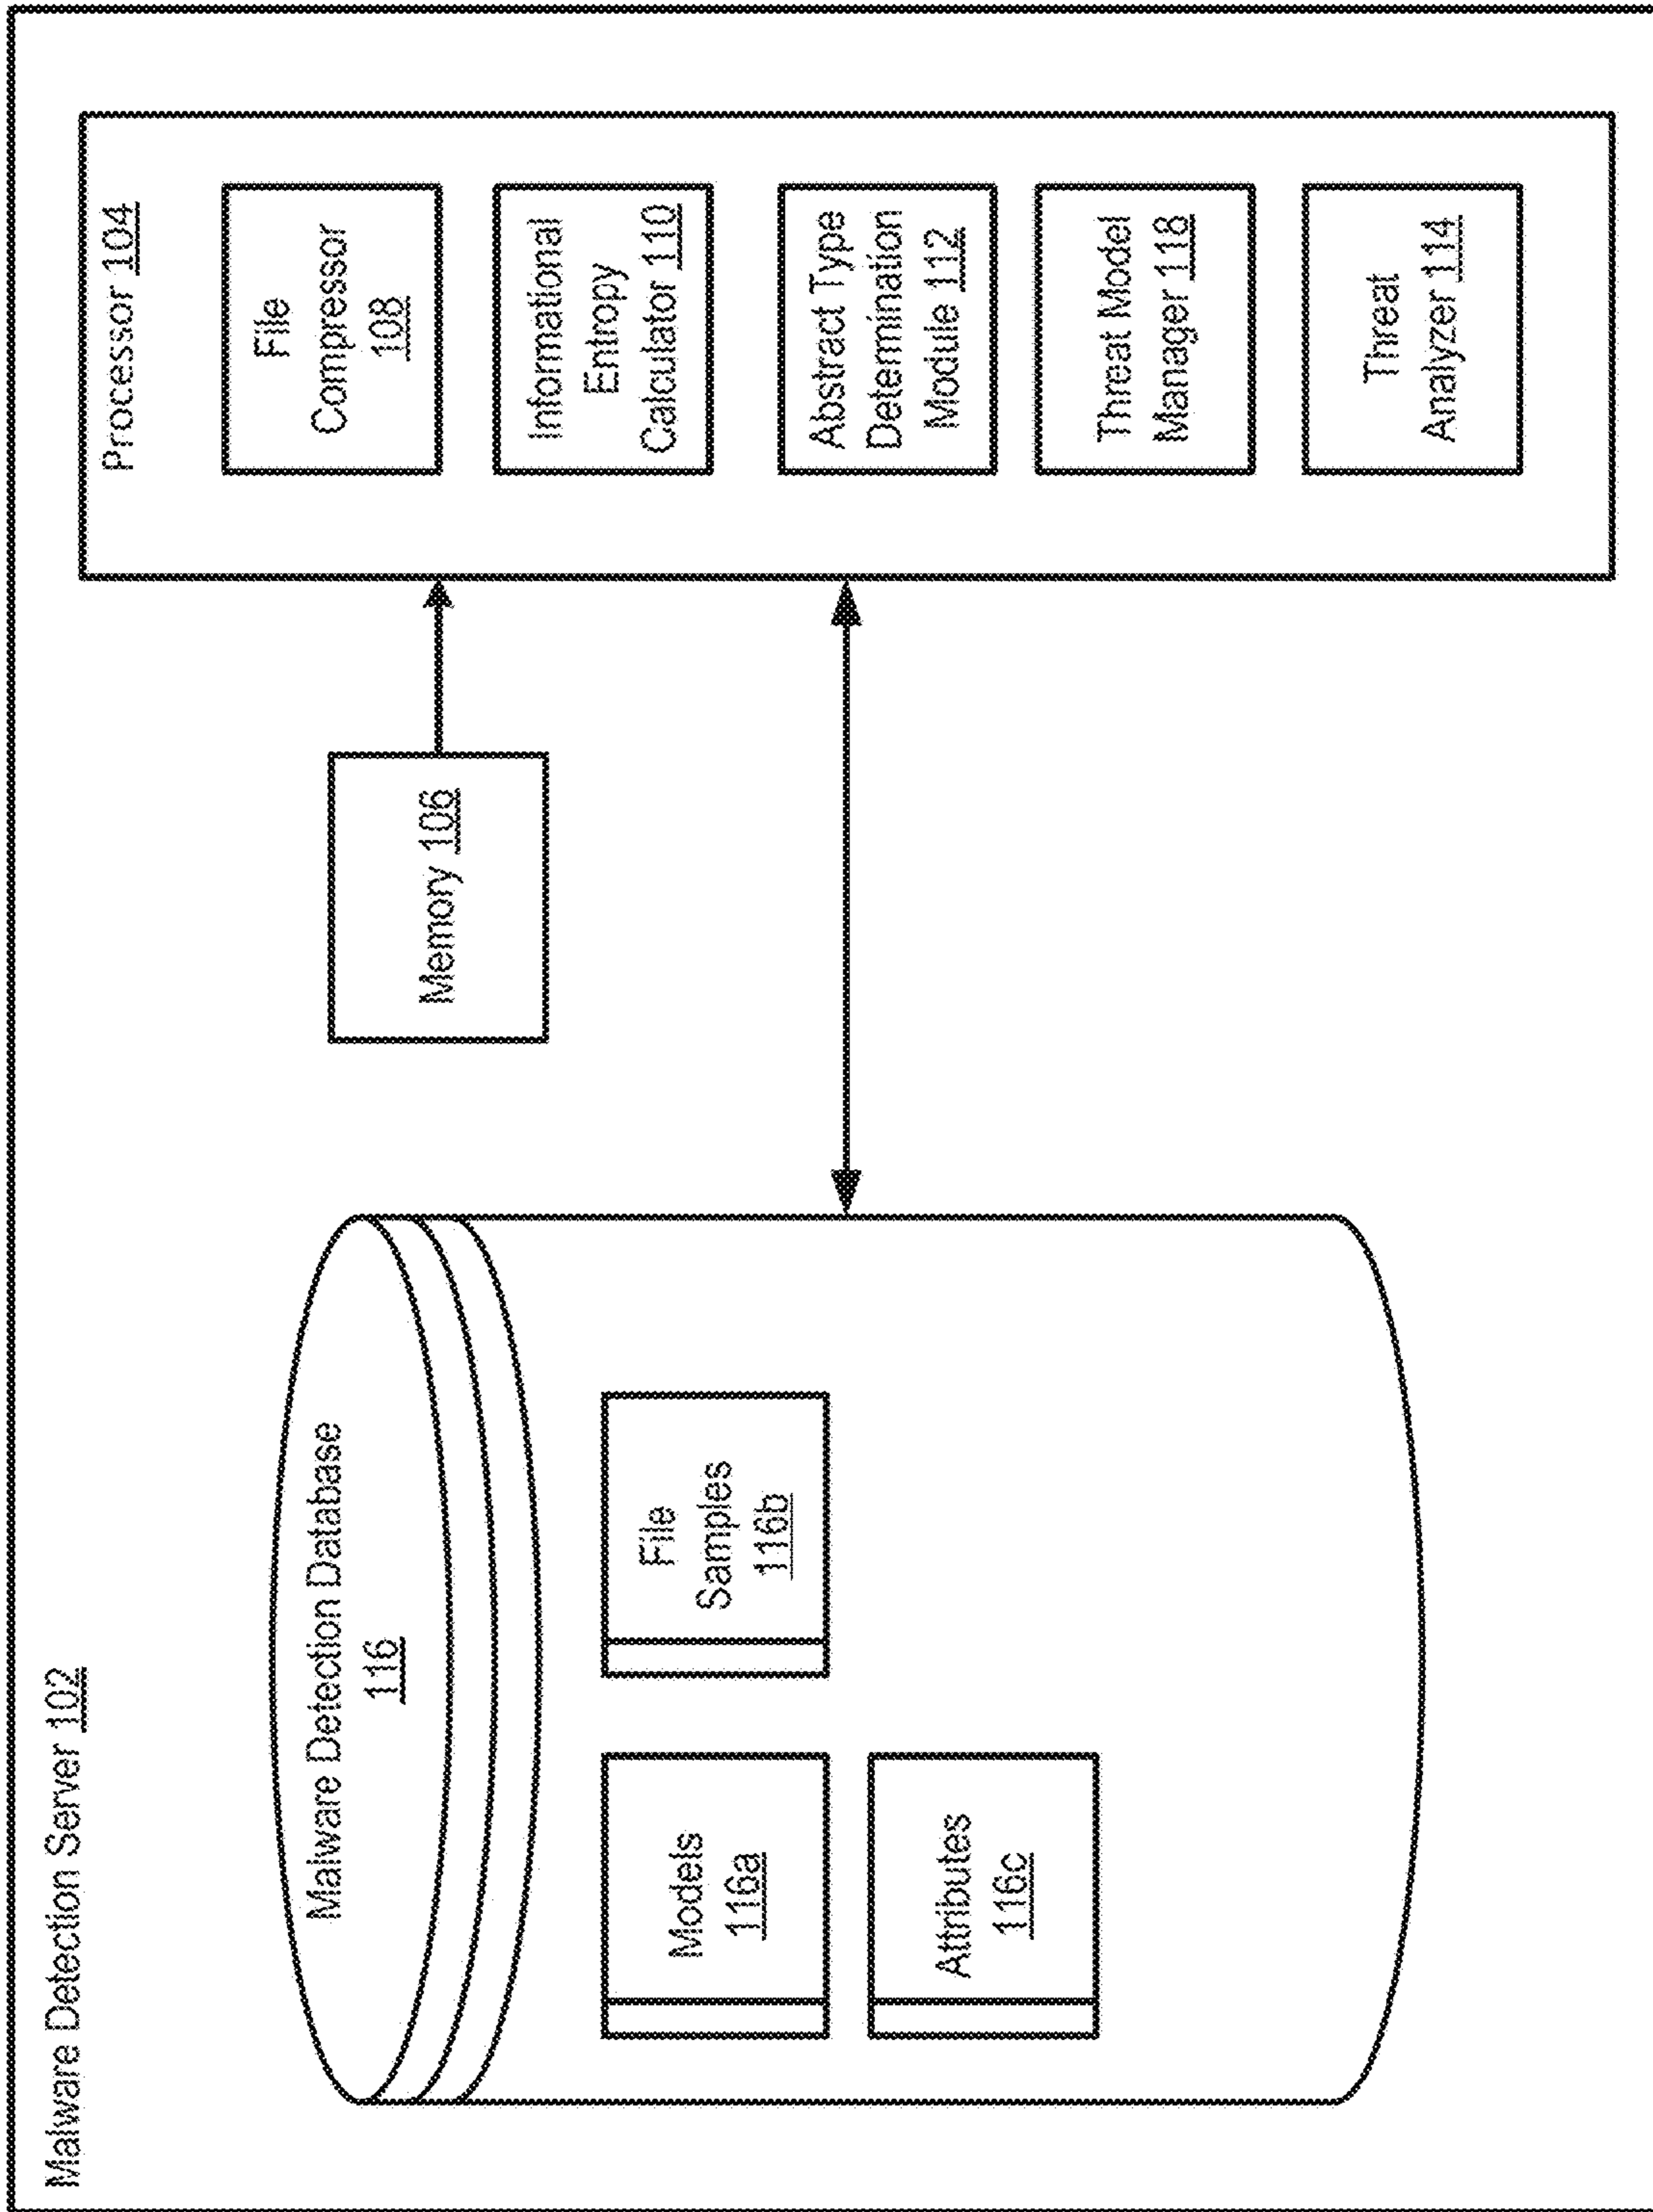 Malware Detection Server 102
Malware Detection Database
116
Models
116a
File
Samples
116b
Attributes
116c
Memory 106
Processor 104
File
Compressor
108
Informational
Entropy
Calculator 110
Abstract Type
Determination
Module 112
Threat Model
Manager 118
Threat
Analyzer 114